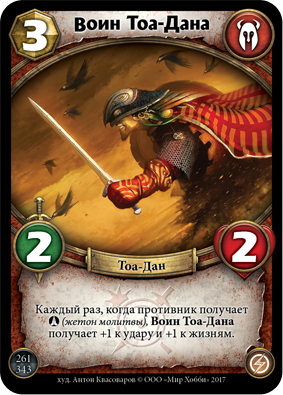 3
Воин Тоа-Дана
2
2
Тоа-Дан
Каждый раз, когда противник получает
(жетон молитвы), Воин Тоа-Дана
получает +1 к удару и +1 к жизням.
261
343
худ. Антон Квасоваров © ООО «Мир Хобби» 2017